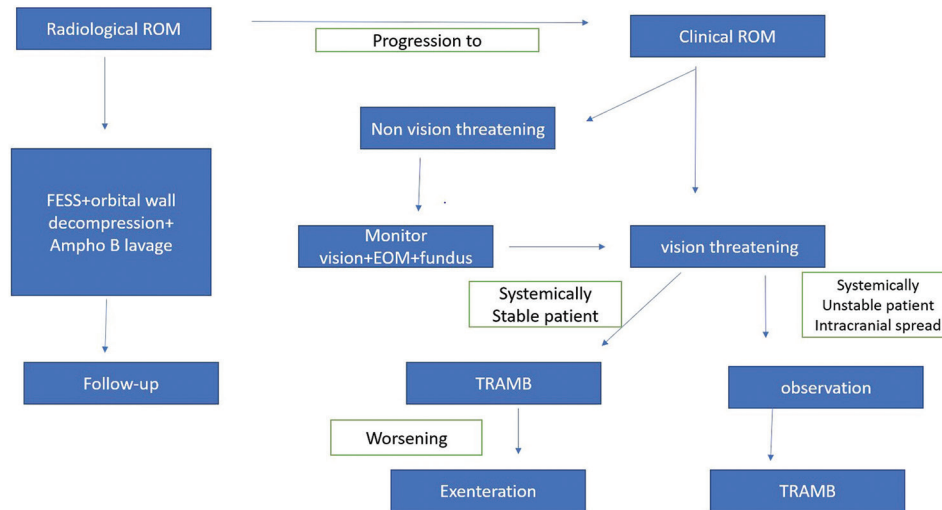 Radiological ROM
Progression to
Clinical ROM
Non vision threatening
FESS+orbital wall
decompression+
Ampho B lavage
Monitor
vision+EOM+fundus
vision threatening
Systemically
Stable patient
Systemically
Unstable patient
Intracranial spread
Follow-up
TRAMB
observation
Worsening
Exenteration
TRAMB